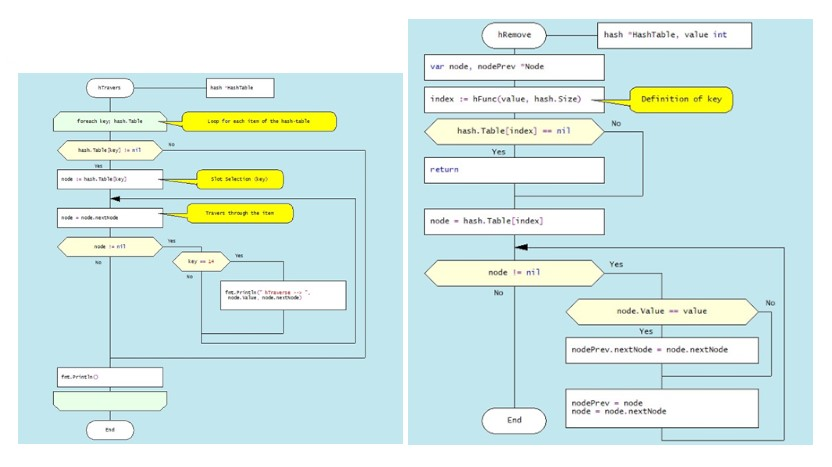 hTravers
hash *HashTable
foreach key: hash.Table
Loop for each item of the hash-table
hash.Table[key] != nil
No
Yes
node := hash.Table[key]
Slot Selection (key)
node = node.nextNode
Travers through the item
node != nil
Yes
No
key == 14
Yes
No
fmt.Println(" hTraverse --> ",
node.Value, node.nextNode)
fmt.Println()
End
hRemove
hash *HashTable, value int
var node, nodePrev *Node
index := hFunc(value, hash.Size)
Definition of key
hash.Table[index] == nil
No
Yes
return
node = hash.Table[index]
node != nil
Yes
No
node.Value == value
No
Yes
nodePrev.nextNode = node.nextNode
nodePrev = node
node = node.nextNode
End